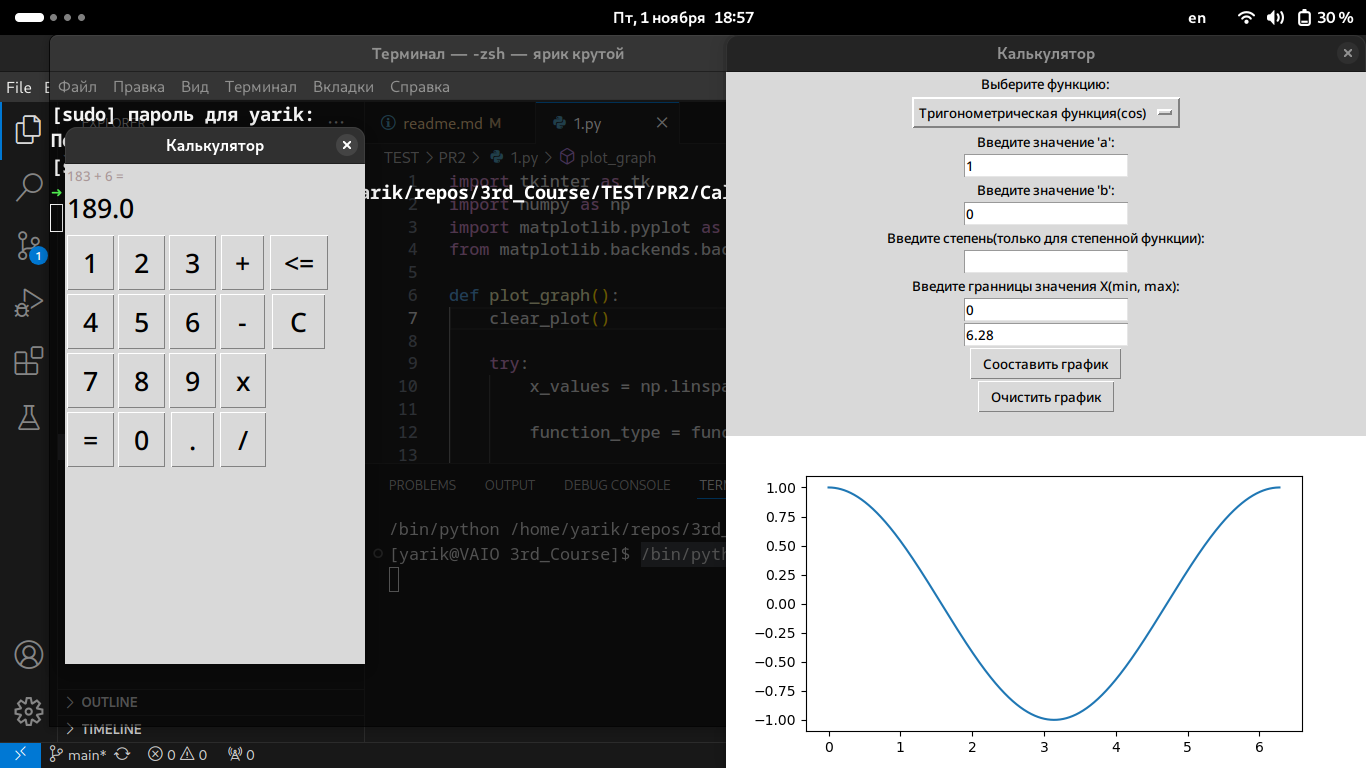 Пт, 1 ноября 18:57
en
30 %
Терминал — -zsh — ярик крутой
File
Файл Правка Вид Терминал Вкладки Справка
[sudo] пароль для yarik:
EXPLORER
arik/repos/3rd_Course/TEST/PR2/Cal
Калькулятор
183 + 6 =
189.0
1 2 3 + <=
4 5 6 - C
7 8 9 x
= 0 . /
readme.md M
1.py
TEST > PR2 > 1.py > plot_graph
1 import tkinter as tk
2 import numpy as np
3 import matplotlib.pyplot as
4 from matplotlib.backends.bac
5
6 def plot_graph():
7 clear_plot()
8
9 try:
10 x_values = np.linspa
11
12 function_type = func
13
PROBLEMS OUTPUT DEBUG CONSOLE TERM
/bin/python /home/yarik/repos/3rd_
[yarik@VAIO 3rd_Course]$ /bin/pyth
1
OUTLINE
TIMELINE
main* 0 0 0
Калькулятор
Выберите функцию:
Тригонометрическая функция(cos)
Введите значение 'a':
1
Введите значение 'b':
0
Введите степень(только для степенной функции):
Введите гранницы значения X(min, max):
0
6.28
Сооставить график
Очистить график
1.00
0.75
0.50
0.25
0.00
−0.25
−0.50
−0.75
−1.00
0 1 2 3 4 5 6